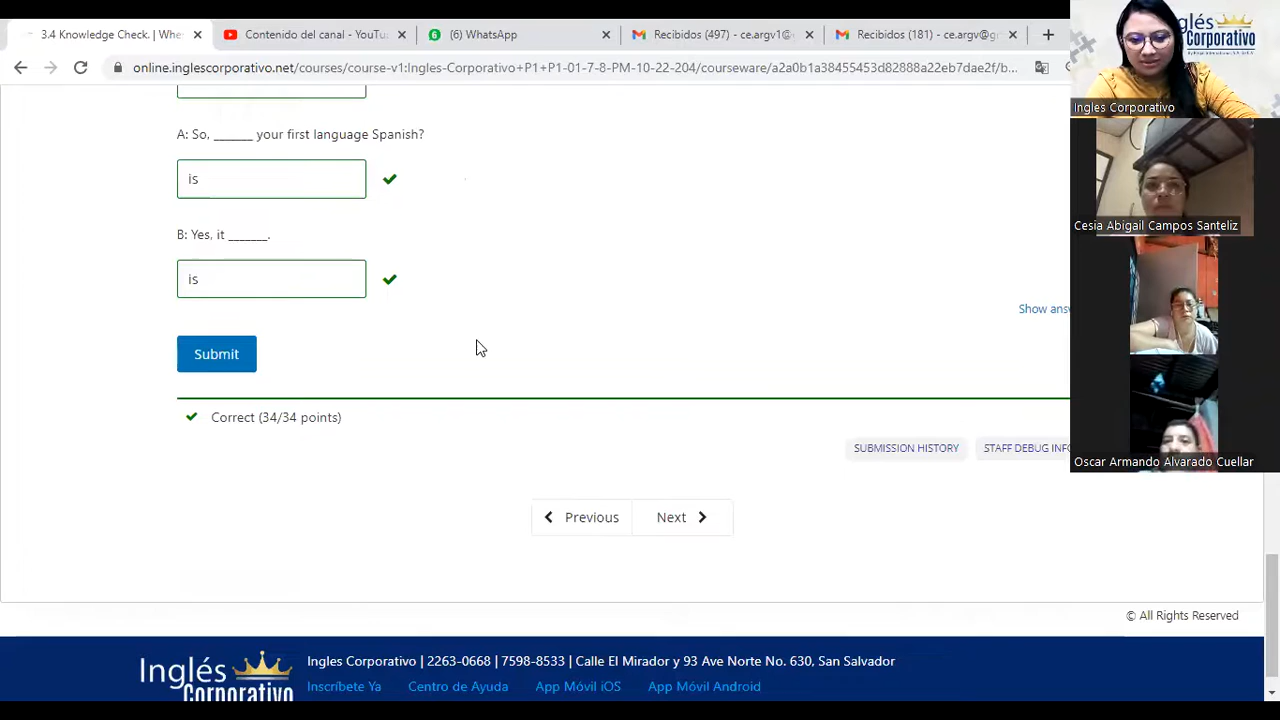 3.4 Knowledge Check. | Whe
Contenido del canal - YouTu
(6) WhatsApp
Recibidos (497) - ce.argv1@
Recibidos (181) - ce.argv@g
online.inglescorporativo.net/courses/course-v1:Ingles-Corporativo+P1+P1-01-7-8-PM-10-22-204/courseware/a2a0b1a38455453d82888a22eb7dae2f/b...
glés
Corporativo
Ingles Corporativo
A: So, _______ your first language Spanish?
is
Cesia Abigail Campos Santeliz
B: Yes, it _______.
is
Show ans
Submit
Correct (34/34 points)
SUBMISSION HISTORY
STAFF DEBUG INFO
Oscar Armando Alvarado Cuellar
Previous
Next
© All Rights Reserved
Inglés
Corporativo
Ingles Corporativo | 2263-0668 | 7598-8533 | Calle El Mirador y 93 Ave Norte No. 630, San Salvador
Inscríbete Ya
Centro de Ayuda
App Móvil iOS
App Móvil Android